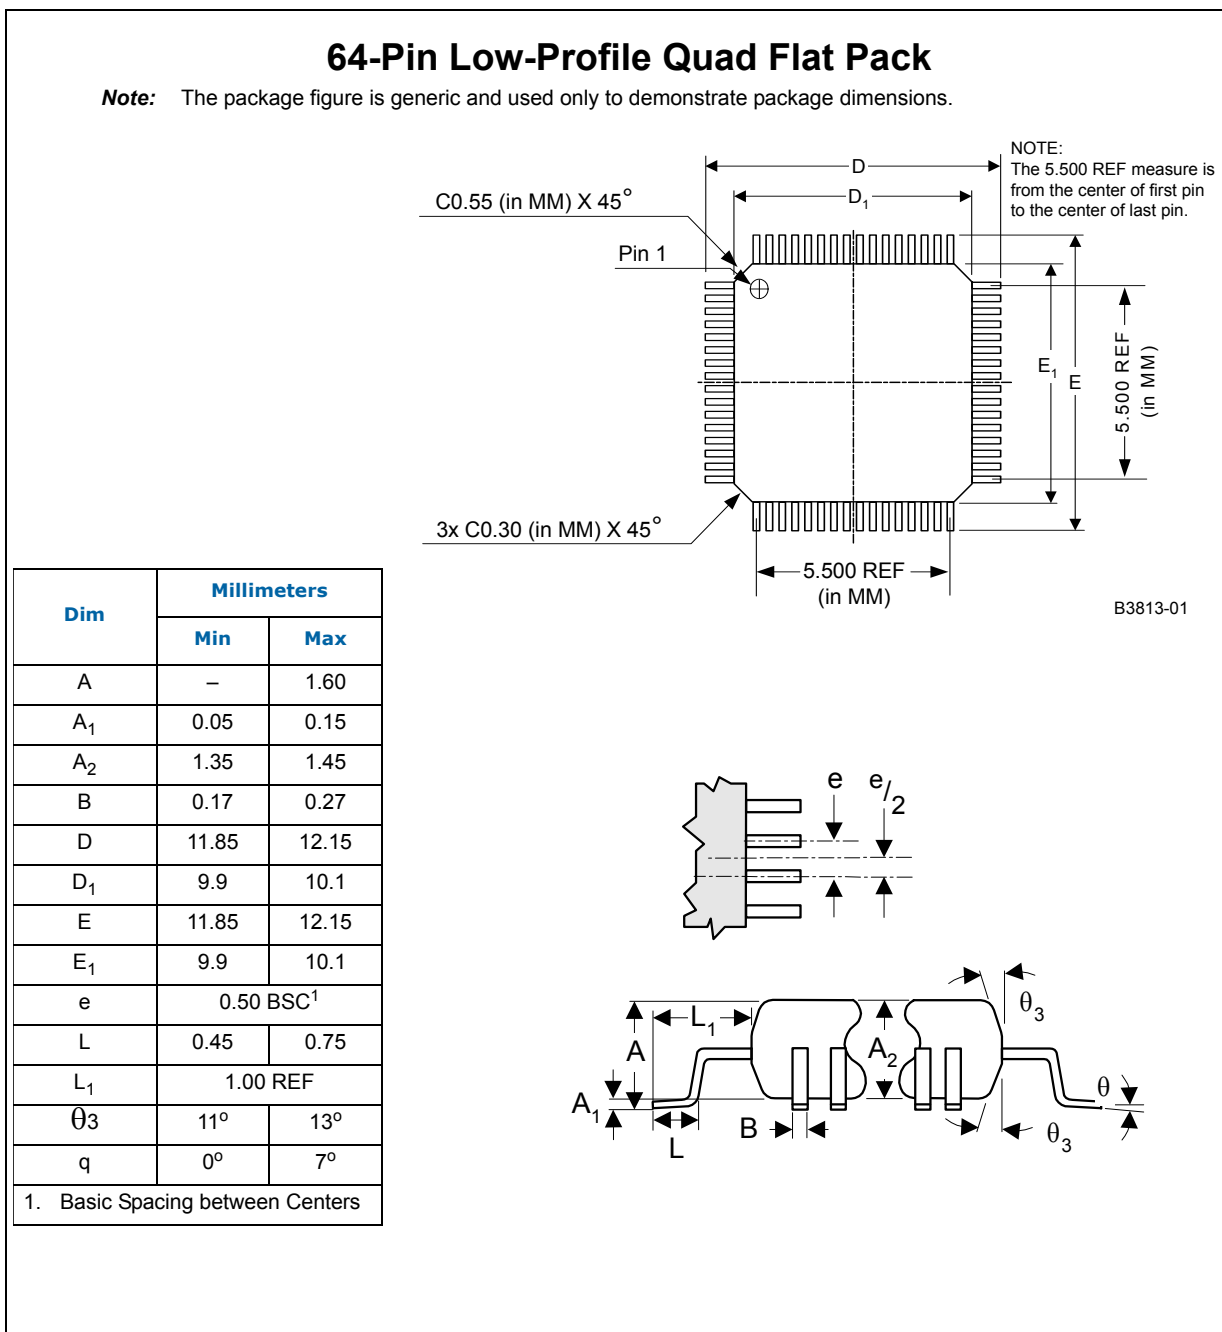 64-Pin Low-Profile Quad Flat Pack
Note: The package figure is generic and used only to demonstrate package dimensions.
NOTE:
The 5.500 REF measure is
from the center of first pin
to the center of last pin.
D
D₁
C0.55 (in MM) X 45°
Pin 1
E₁
E
5.500 REF
(in MM)
3x C0.30 (in MM) X 45°
5.500 REF
(in MM)
B3813-01
Dim Millimeters
Min Max
A – 1.60
A₁ 0.05 0.15
A₂ 1.35 1.45
B 0.17 0.27
D 11.85 12.15
D₁ 9.9 10.1
E 11.85 12.15
E₁ 9.9 10.1
e 0.50 BSC¹
L 0.45 0.75
L₁ 1.00 REF
θ3 11° 13°
q 0° 7°
1. Basic Spacing between Centers
e e/2
L₁
A
A₂
θ₃
A₁
L
B
θ
θ₃